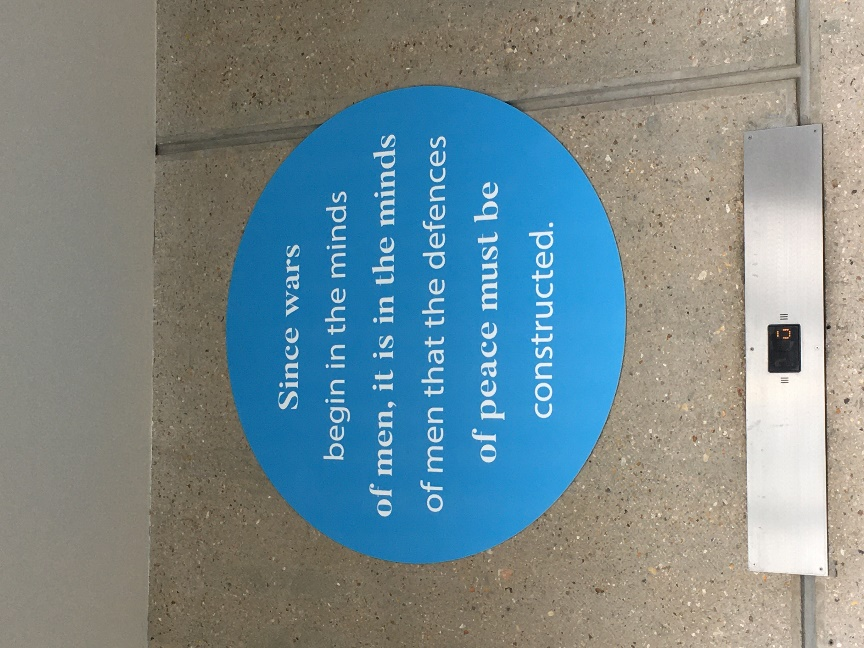 Since wars
begin in the minds
of men, it is in the minds
of men that the defences
of peace must be
constructed.